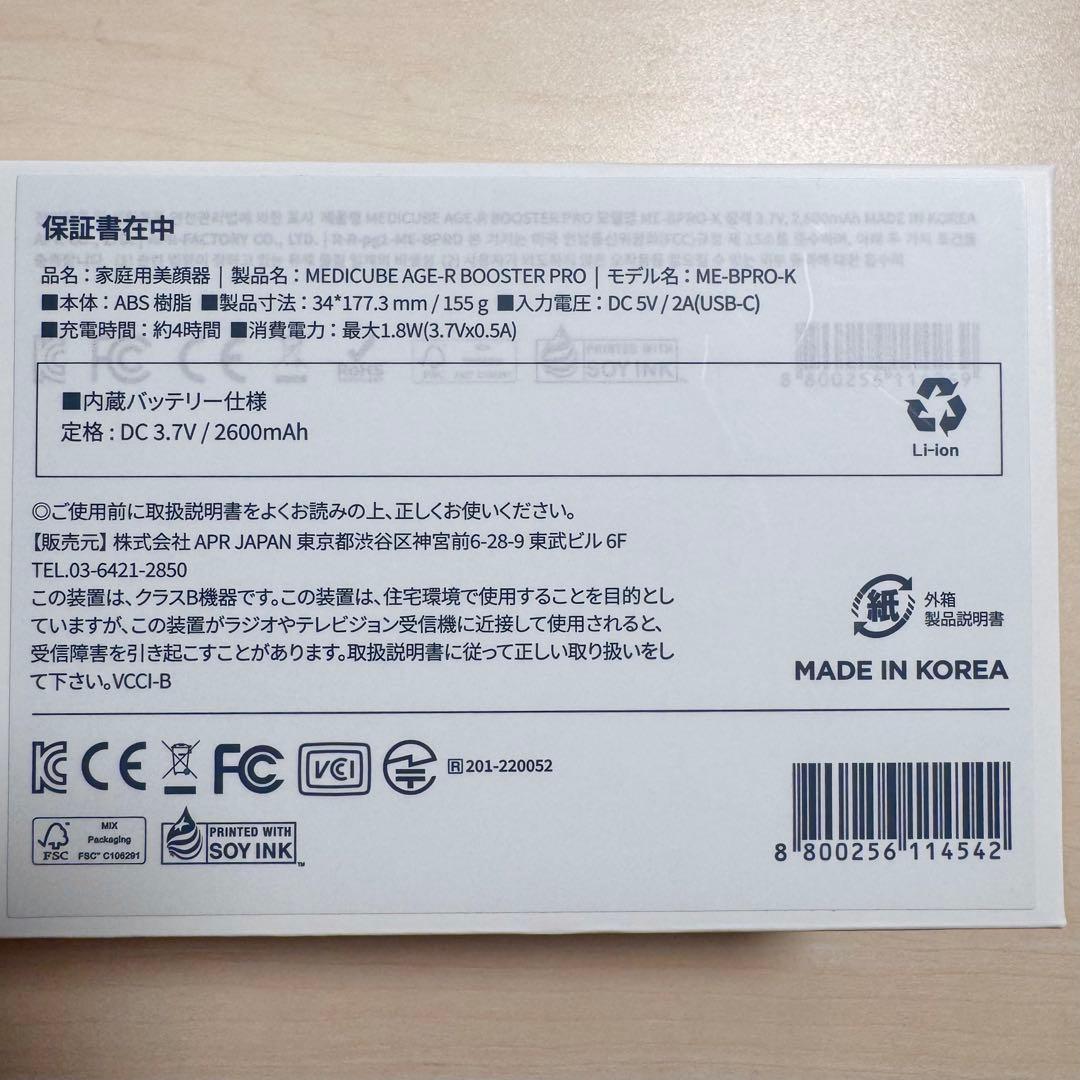 保証書在中
品名 : 家庭用美顔器 | 製品名 : MEDICUBE AGE-R BOOSTER PRO | モデル名 : ME-BPRO-K
■本体 : ABS 樹脂 ■製品寸法 : 34*177.3 mm / 155 g ■入力電圧 : DC 5V / 2A(USB-C)
■充電時間 : 約4時間 ■消費電力 : 最大1.8W(3.7Vx0.5A)
■内蔵バッテリー仕様
定格 : DC 3.7V / 2600mAh
Li-ion
◎ご使用前に取扱説明書をよくお読みの上、正しくお使いください。
【販売元】 株式会社 APR JAPAN 東京都渋谷区神宮前6-28-9 東武ビル 6F
TEL.03-6421-2850
この装置は、クラスB機器です。この装置は、住宅環境で使用することを目的とし
ていますが、この装置がラジオやテレビジョン受信機に近接して使用されると、
受信障害を引き起こすことがあります。取扱説明書に従って正しい取り扱いをし
て下さい。VCCI-B
紙
外箱
製品説明書
MADE IN KOREA
KC CE FC VCI R 201-220052
MIX
Packaging
FSC FSC™ C106291
PRINTED WITH
SOY INK™
8 800256 114542